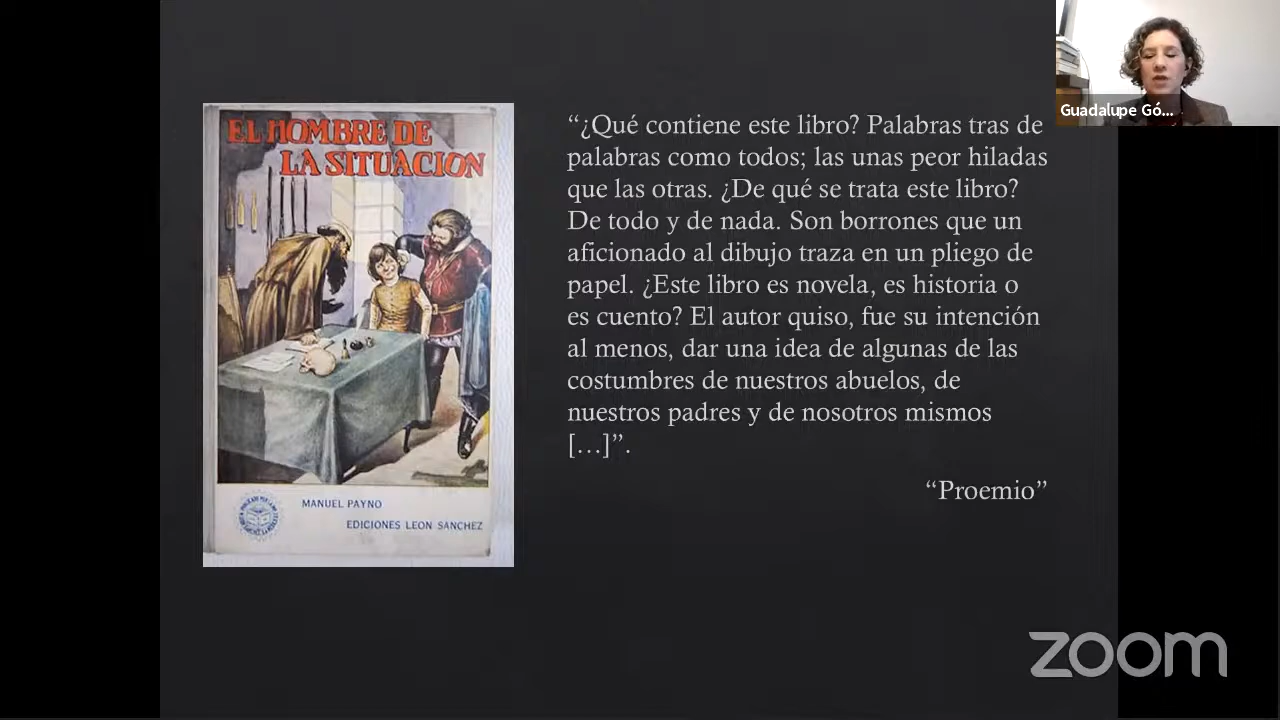 EL HOMBRE DE
LA SITUACION
MANUEL PAYNO
EDICIONES LEON SANCHEZ
“¿Qué contiene este libro? Palabras tras de
palabras como todos; las unas peor hiladas
que las otras. ¿De qué se trata este libro?
De todo y de nada. Son borrones que un
aficionado al dibujo traza en un pliego de
papel. ¿Este libro es novela, es historia o
es cuento? El autor quiso, fue su intención
al menos, dar una idea de algunas de las
costumbres de nuestros abuelos, de
nuestros padres y de nosotros mismos
[…]”.
“Proemio”
Guadalupe Gó...
zoom